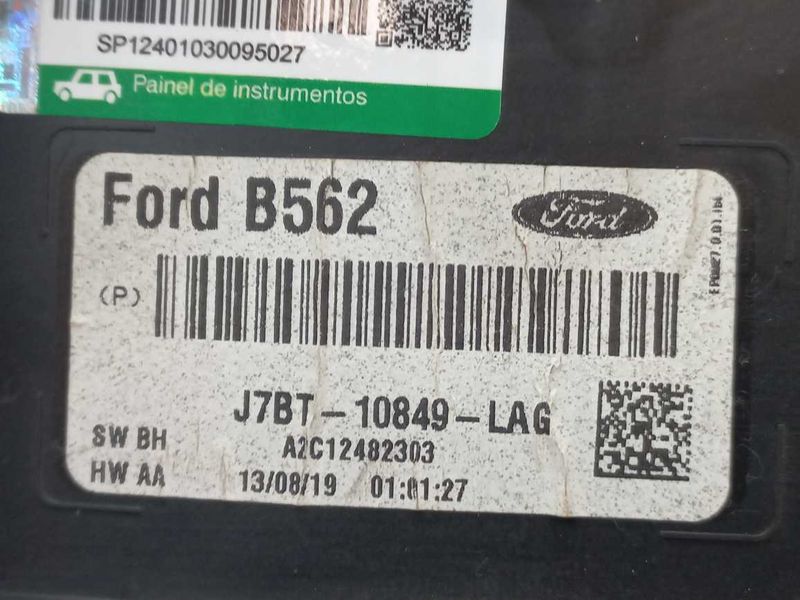 SP12401030095027
Painel de instrumentos
Ford B562
Ford
(P)
J7BT-10849-LAG
SW BH
A2C12482303
HW AA
13/08/19 01:01:27